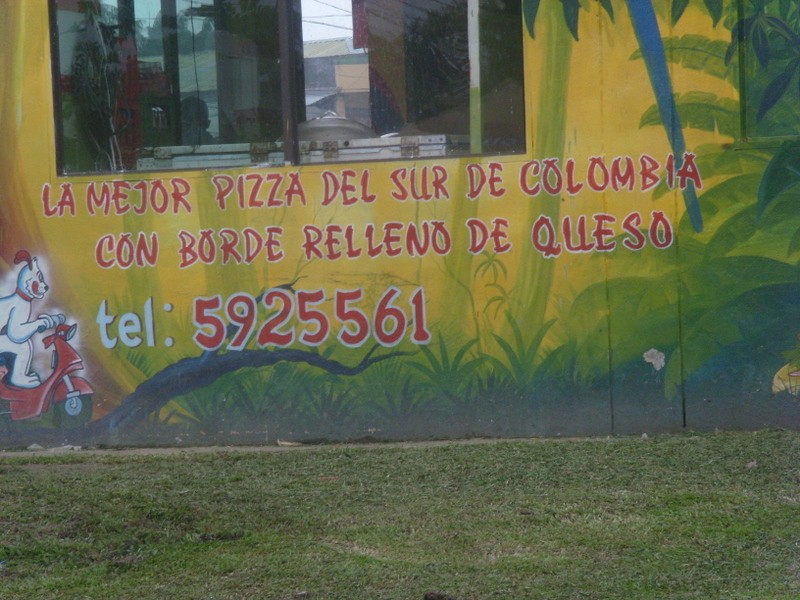 LA MEJOR PIZZA DEL SUR DE COLOMBIA
CON BORDE RELLENO DE QUESO
tel: 5925561